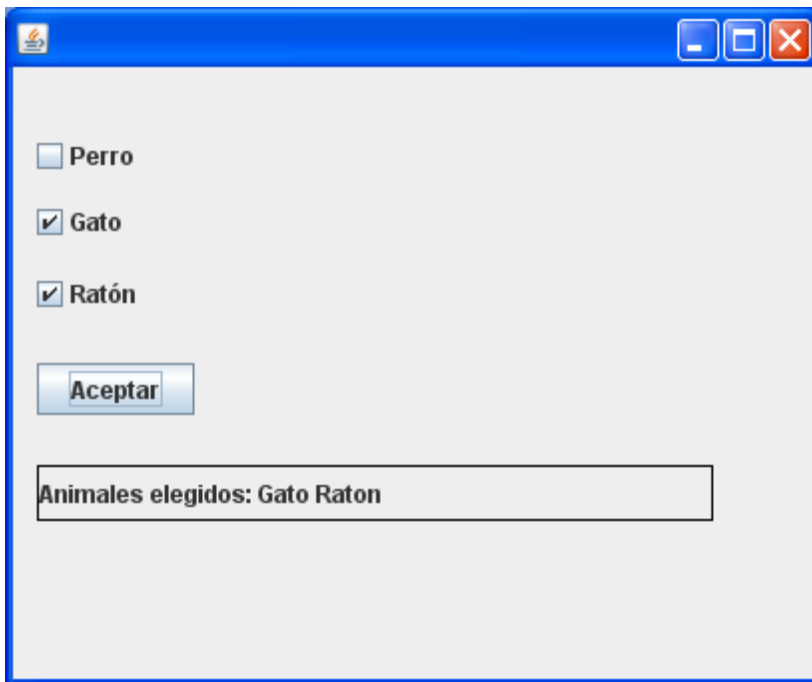 Perro
Gato
Ratón
Aceptar
Animales elegidos: Gato Raton